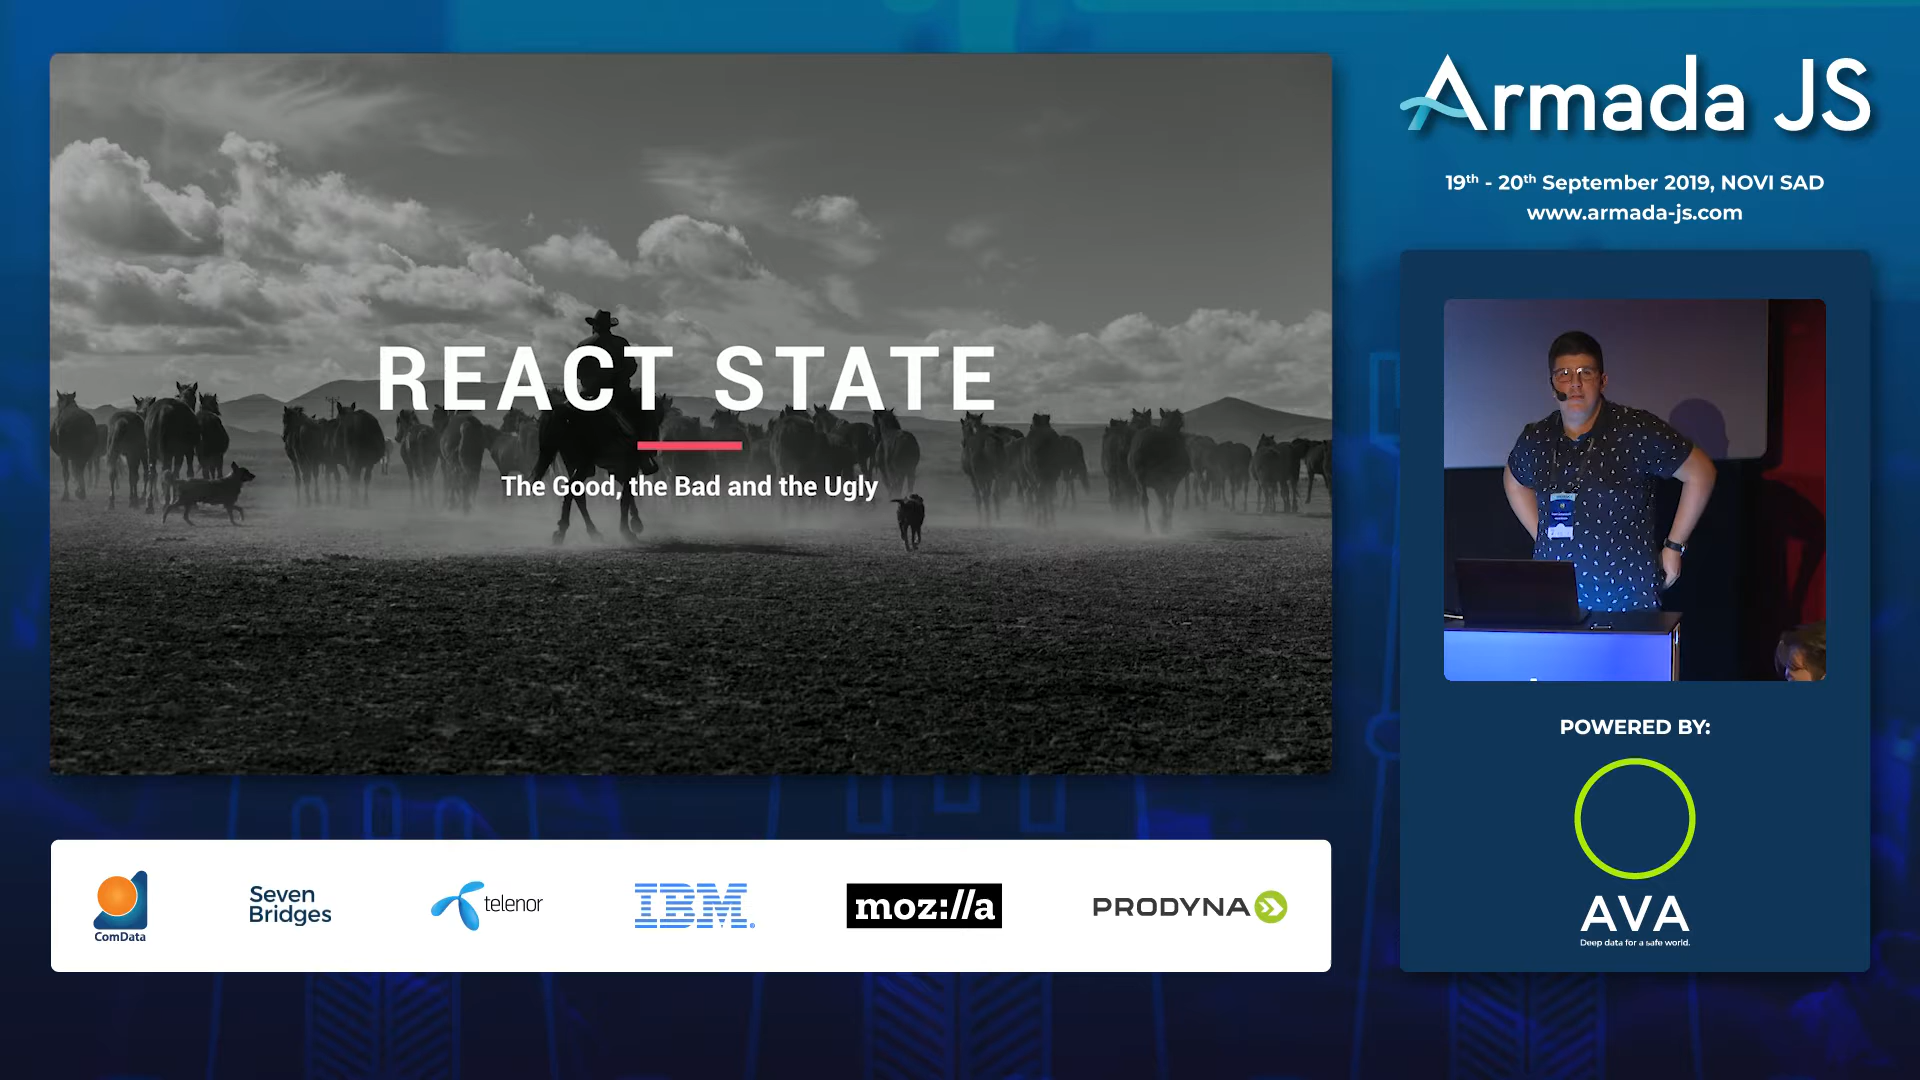 REACT STATE
The Good, the Bad and the Ugly
Armada JS
19th - 20th September 2019, NOVI SAD
www.armada-js.com
POWERED BY:
AVA
Deep data for a safe world.
ComData
Seven
Bridges
telenor
IBM®
moz://a
PRODYNA